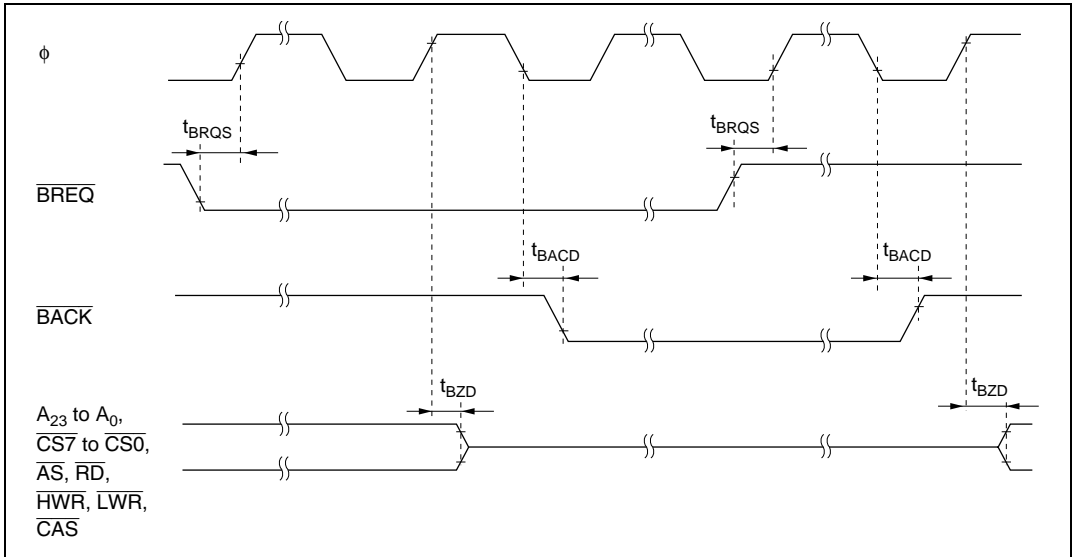 ϕ
tBRQS
tBRQS
BREQ
tBACD
tBACD
BACK
tBZD
tBZD
A23 to A0,
CS7 to CS0,
AS, RD,
HWR, LWR,
CAS